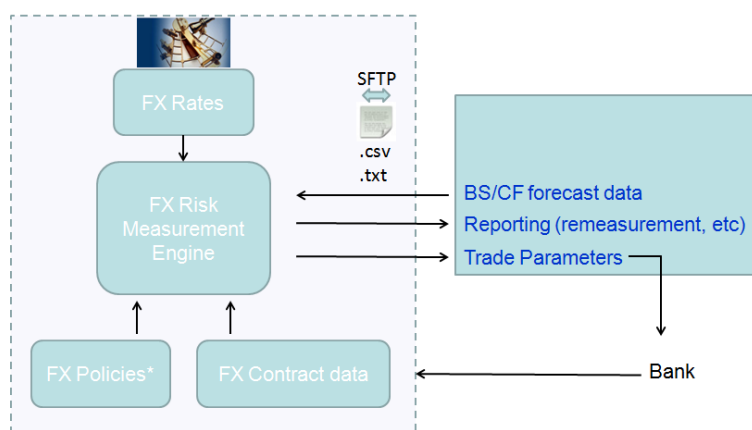 FX Rates
SFTP
.csv
.txt
FX Risk
Measurement
Engine
BS/CF forecast data
Reporting (remeasurement, etc)
Trade Parameters
FX Policies*
FX Contract data
Bank